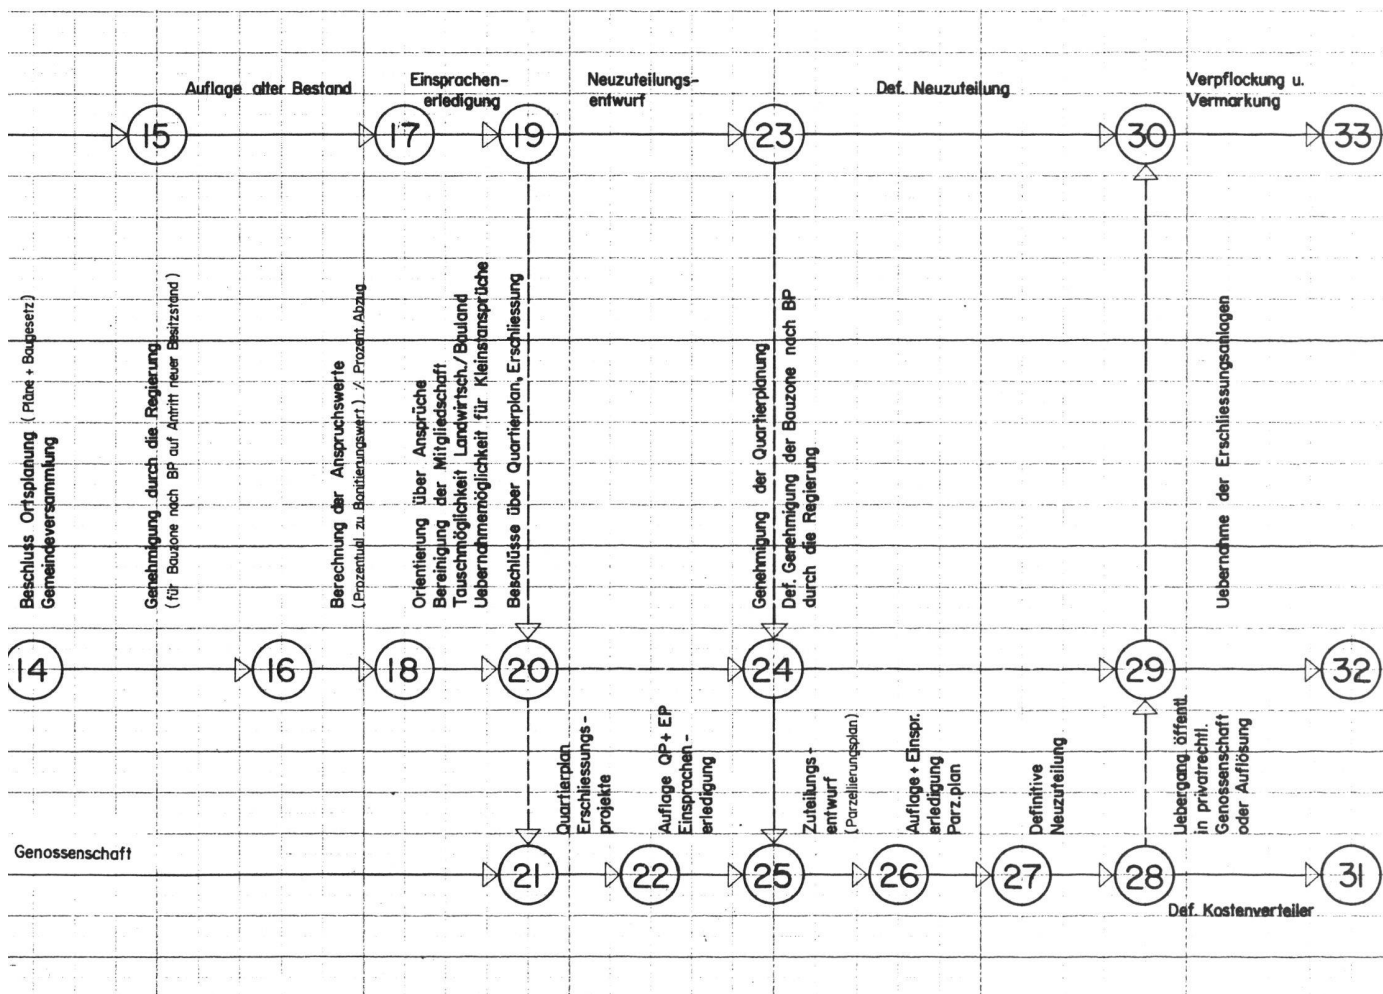 Auflage alter Bestand
Einsprachen-
erledigung
Neuzuteilungs-
entwurf
Def. Neuzuteilung
Verpflockung u.
Vermarkung
15
17
19
23
30
33
Beschluss Ortsplanung (Pläne + Baugesetz)
Gemeindeversammlung
Genehmigung durch die Regierung
(für Bauzone nach BP auf Antritt neuer Besitzstand)
Berechnung der Anspruchswerte
(Prozentual zu Bonitierungswert) ٪ Prozent. Abzug
Orientierung über Ansprüche
Bereinigung der Mitgliedschaft
Tauschmöglichkeit Landwirtsch./Bauland
Uebernahmemöglichkeit für Kleinstansprüche
Beschlüsse über Quartierplan, Erschliessung
Genehmigung der Quartierplanung
Def. Genehmigung der Bauzone nach BP
durch die Regierung
Uebernahme der Erschliessungsanlagen
14
16
18
20
24
29
32
Quartierplan
Erschliessungs-
projekte
Auflage QP+ EP
Einsprachen-
erledigung
Zuteilungs-
entwurf
(Parzellierungsplan)
Auflage + Einspr.
erledigung
Parz.plan
Definitive
Neuzuteilung
Uebergang öffentl.
in privatrechtl.
Genossenschaft
oder Auflösung
Genossenschaft
21
22
25
26
27
28
31
Def. Kostenverteiler